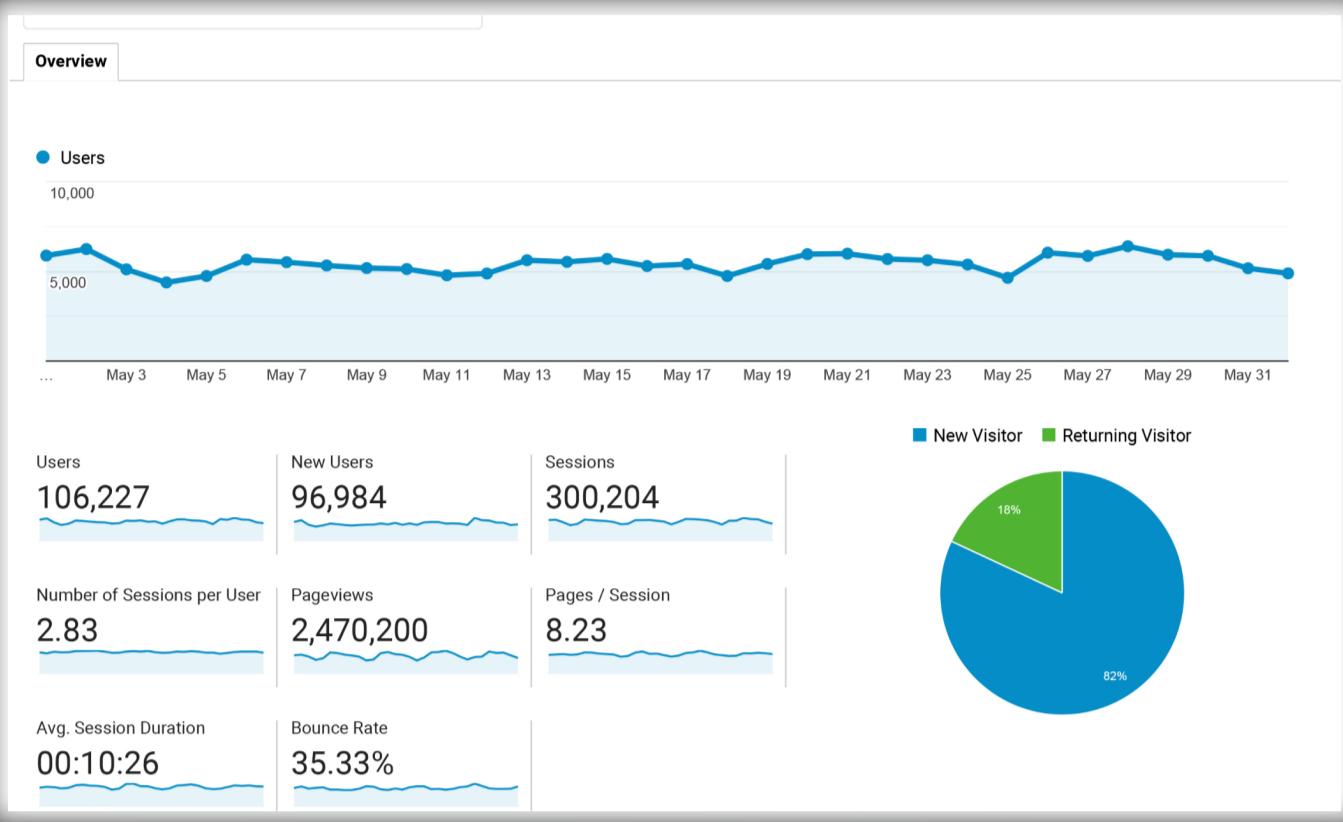 Overview
Users
10,000
5,000
... May 3 May 5 May 7 May 9 May 11 May 13 May 15 May 17 May 19 May 21 May 23 May 25 May 27 May 29 May 31
New Visitor Returning Visitor
Users New Users Sessions
106,227 96,984 300,204
18%
Number of Sessions per User Pageviews Pages / Session
2.83 2,470,200 8.23
82%
Avg. Session Duration Bounce Rate
00:10:26 35.33%